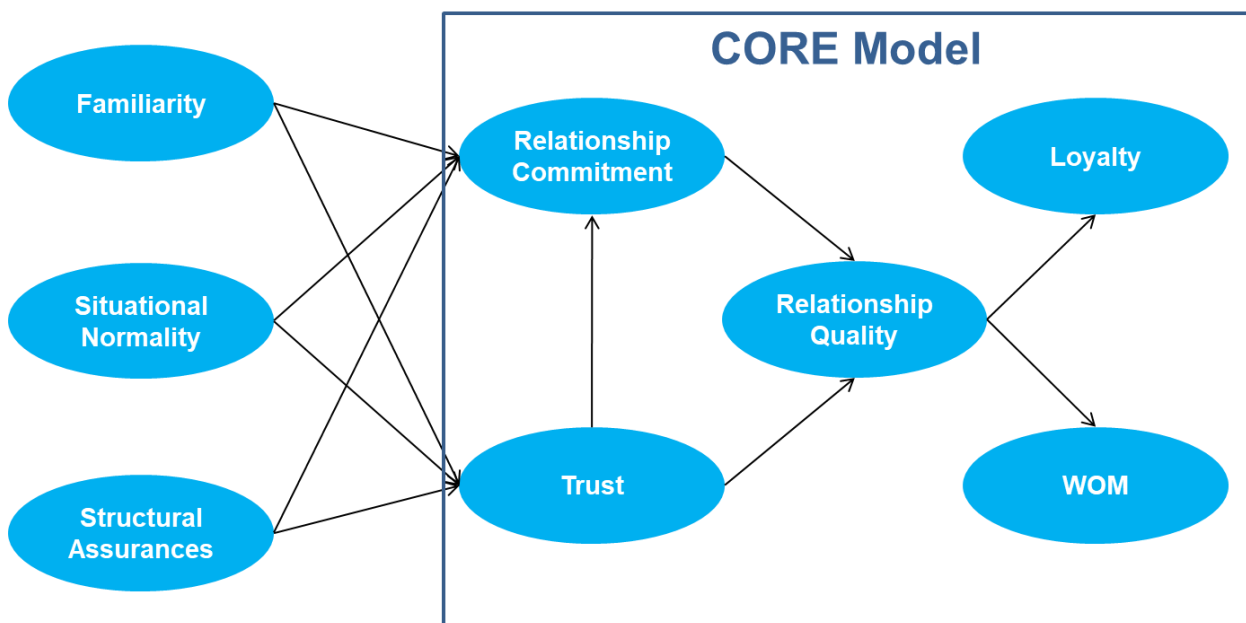 CORE Model
Familiarity
Relationship
Commitment
Loyalty
Situational
Normality
Relationship
Quality
Trust
WOM
Structural
Assurances